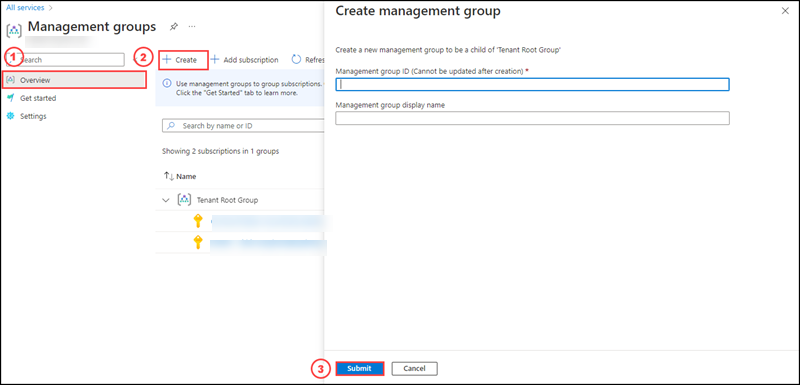 All services >
Management groups
...
1
Search
Overview
Get started
Settings
2
+ Create
+ Add subscription
Refres
Use management groups to group subscriptions.
Click the "Get Started" tab to learn more.
Search by name or ID
Showing 2 subscriptions in 1 groups
↑↓ Name
Tenant Root Group
Create management group
Create a new management group to be a child of 'Tenant Root Group'
Management group ID (Cannot be updated after creation) *
Management group display name
3
Submit
Cancel